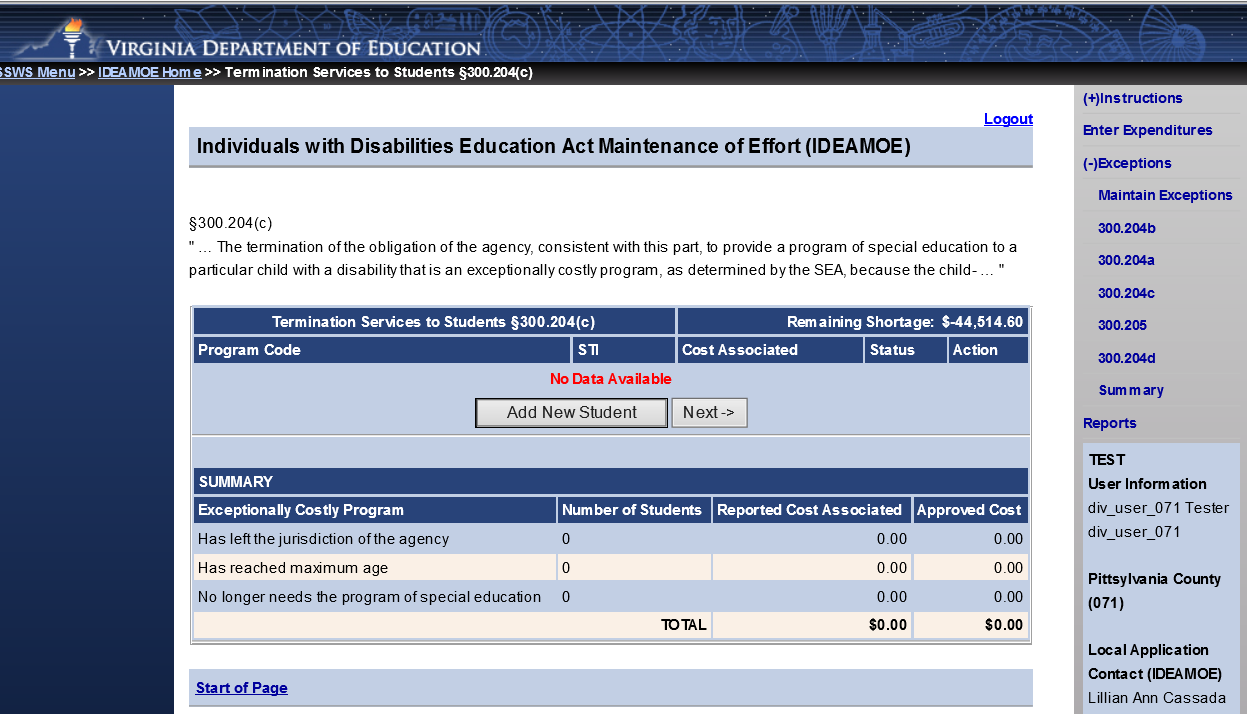 VIRGINIA DEPARTMENT OF EDUCATION
SSWS Menu >> IDEAMOE Home >> Termination Services to Students §300.204(c)
Logout
Individuals with Disabilities Education Act Maintenance of Effort (IDEAMOE)
§300.204(c)
" ... The termination of the obligation of the agency, consistent with this part, to provide a program of special education to a
particular child with a disability that is an exceptionally costly program, as determined by the SEA, because the child- ... "
Termination Services to Students §300.204(c) Remaining Shortage: $-44,514.60
Program Code STI Cost Associated Status Action
No Data Available
Add New Student Next ->
SUMMARY
Exceptionally Costly Program Number of Students Reported Cost Associated Approved Cost
Has left the jurisdiction of the agency 0 0.00 0.00
Has reached maximum age 0 0.00 0.00
No longer needs the program of special education 0 0.00 0.00
TOTAL $0.00 $0.00
Start of Page
(+)Instructions
Enter Expenditures
(-)Exceptions
Maintain Exceptions
300.204b
300.204a
300.204c
300.205
300.204d
Summary
Reports
TEST
User Information
div_user_071 Tester
div_user_071
Pittsylvania County
(071)
Local Application
Contact (IDEAMOE)
Lillian Ann Cassada